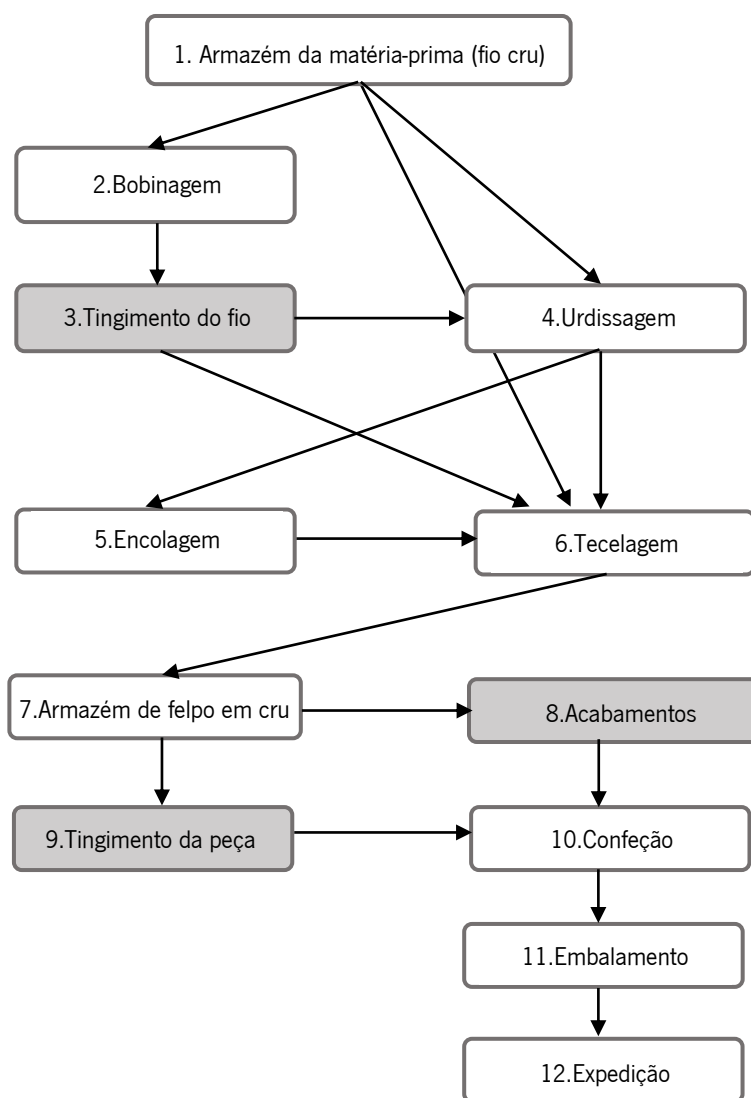 1. Armazém da matéria-prima (fio cru)
2.Bobinagem
3.Tingimento do fio
4.Urdissagem
5.Encolagem
6.Tecelagem
7.Armazém de felpo em cru
8.Acabamentos
9.Tingimento da peça
10.Confeção
11.Embalamento
12.Expedição